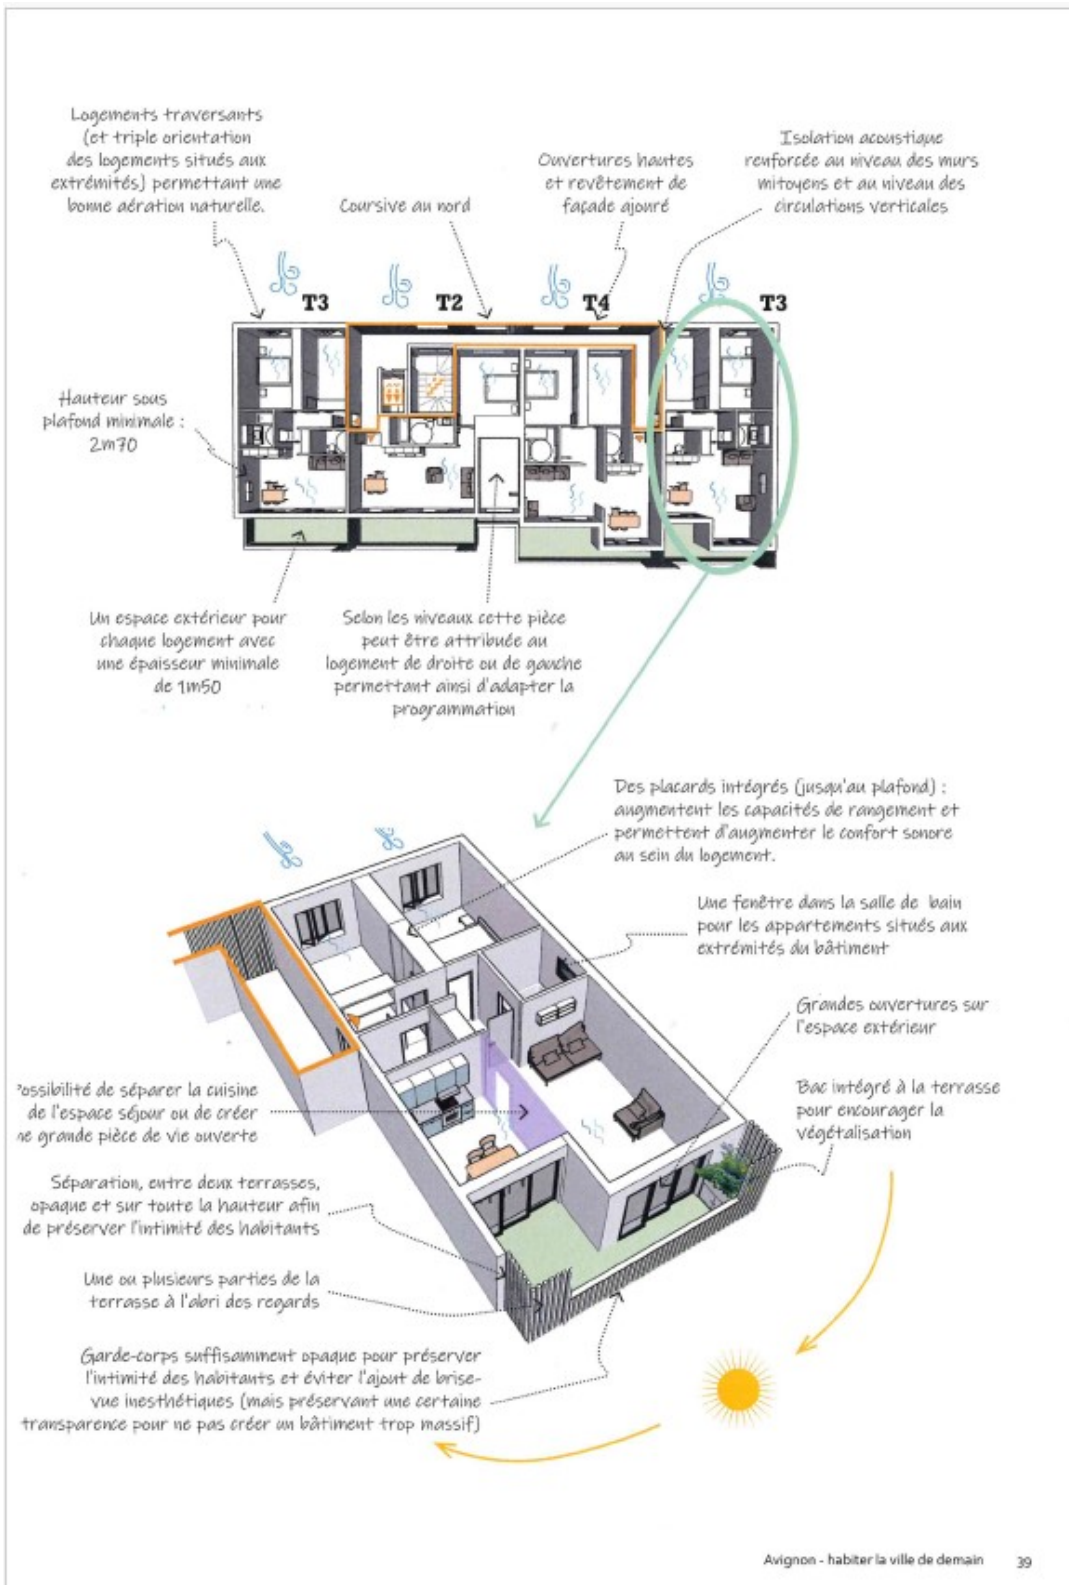 Logements traversants
(et triple orientation
des logements situés aux
extrémités) permettant une
bonne aération naturelle.
Coursive au nord
Ouvertures hautes
et revêtement de
façade ajouré
Isolation acoustique
renforcée au niveau des murs
mitoyens et au niveau des
circulations verticales
T3
T2
T4
T3
Hauteur sous
plafond minimale :
2m70
Un espace extérieur pour
chaque logement avec
une épaisseur minimale
de 1m50
Selon les niveaux cette pièce
peut être attribuée au
logement de droite ou de gauche
permettant ainsi d'adapter la
programmation
Des placards intégrés (jusqu'au plafond) :
augmentent les capacités de rangement et
permettent d'augmenter le confort sonore
au sein du logement.
Une fenêtre dans la salle de bain
pour les appartements situés aux
extrémités du bâtiment
Grandes ouvertures sur
l'espace extérieur
Bac intégré à la terrasse
pour encourager la
végétalisation
ossibilité de séparer la cuisine
de l'espace séjour ou de créer
ne grande pièce de vie ouverte
Séparation, entre deux terrasses,
opaque et sur toute la hauteur afin
de préserver l'intimité des habitants
Une ou plusieurs parties de la
terrasse à l'abri des regards
Garde-corps suffisamment opaque pour préserver
l'intimité des habitants et éviter l'ajout de brise-
vue inesthétiques (mais préservant une certaine
transparence pour ne pas créer un bâtiment trop massif)
Avignon - habiter la ville de demain 39